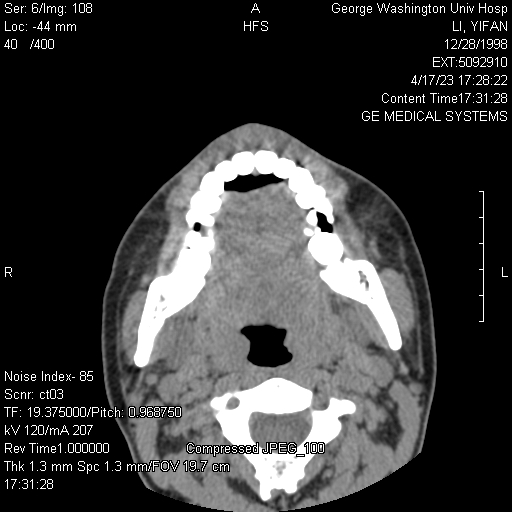 Ser: 6/Img: 108
Loc: -44 mm
40 /400
A
HFS
George Washington Univ Hosp
LI, YIFAN
12/28/1998
EXT:5092910
4/17/23 17:28:22
Content Time17:31:28
GE MEDICAL SYSTEMS
R
L
Noise Index- 85
Scnr: ct03
TF: 19.375000/Pitch: 0.968750
kV 120/mA 207
Rev Time1.000000
Compressed JPEG_100
Thk 1.3 mm Spc 1.3 mm/FOV 19.7 cm
17:31:28